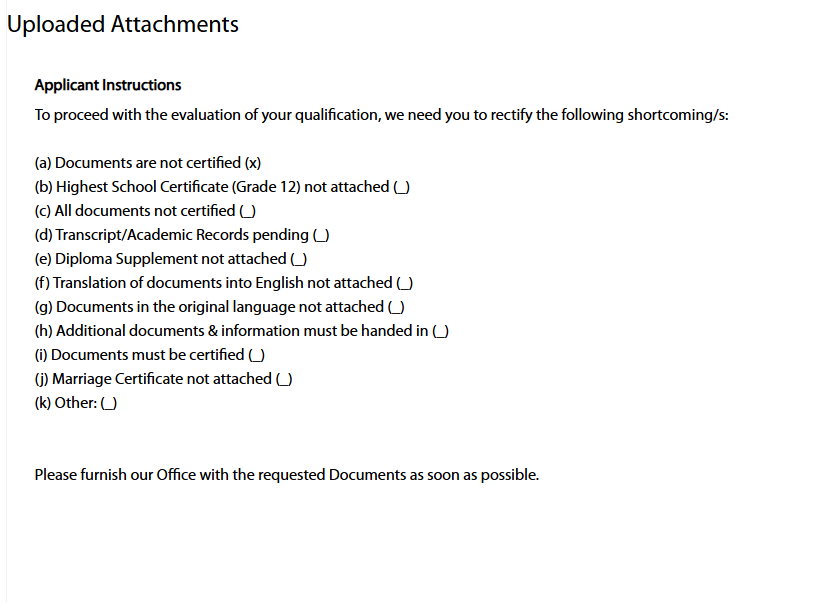 Uploaded Attachments
Applicant Instructions
To proceed with the evaluation of your qualification, we need you to rectify the following shortcoming/s:
(a) Documents are not certified (x)
(b) Highest School Certificate (Grade 12) not attached (_)
(c) All documents not certified (_)
(d) Transcript/Academic Records pending (_)
(e) Diploma Supplement not attached (_)
(f) Translation of documents into English not attached (_)
(g) Documents in the original language not attached (_)
(h) Additional documents & information must be handed in (_)
(i) Documents must be certified (_)
(j) Marriage Certificate not attached (_)
(k) Other: (_)
Please furnish our Office with the requested Documents as soon as possible.